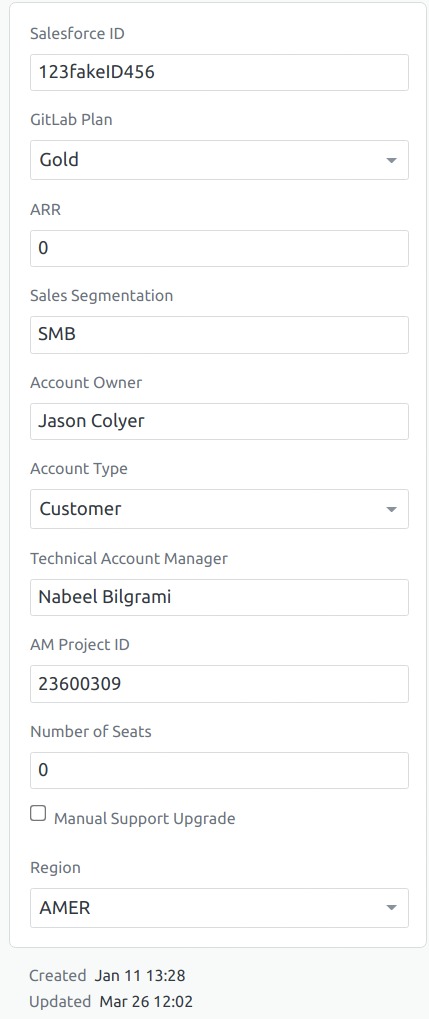 Salesforce ID
123fakeID456
GitLab Plan
Gold
ARR
0
Sales Segmentation
SMB
Account Owner
Jason Colyer
Account Type
Customer
Technical Account Manager
Nabeel Bilgrami
AM Project ID
23600309
Number of Seats
0
Manual Support Upgrade
Region
AMER
Created Jan 11 13:28
Updated Mar 26 12:02